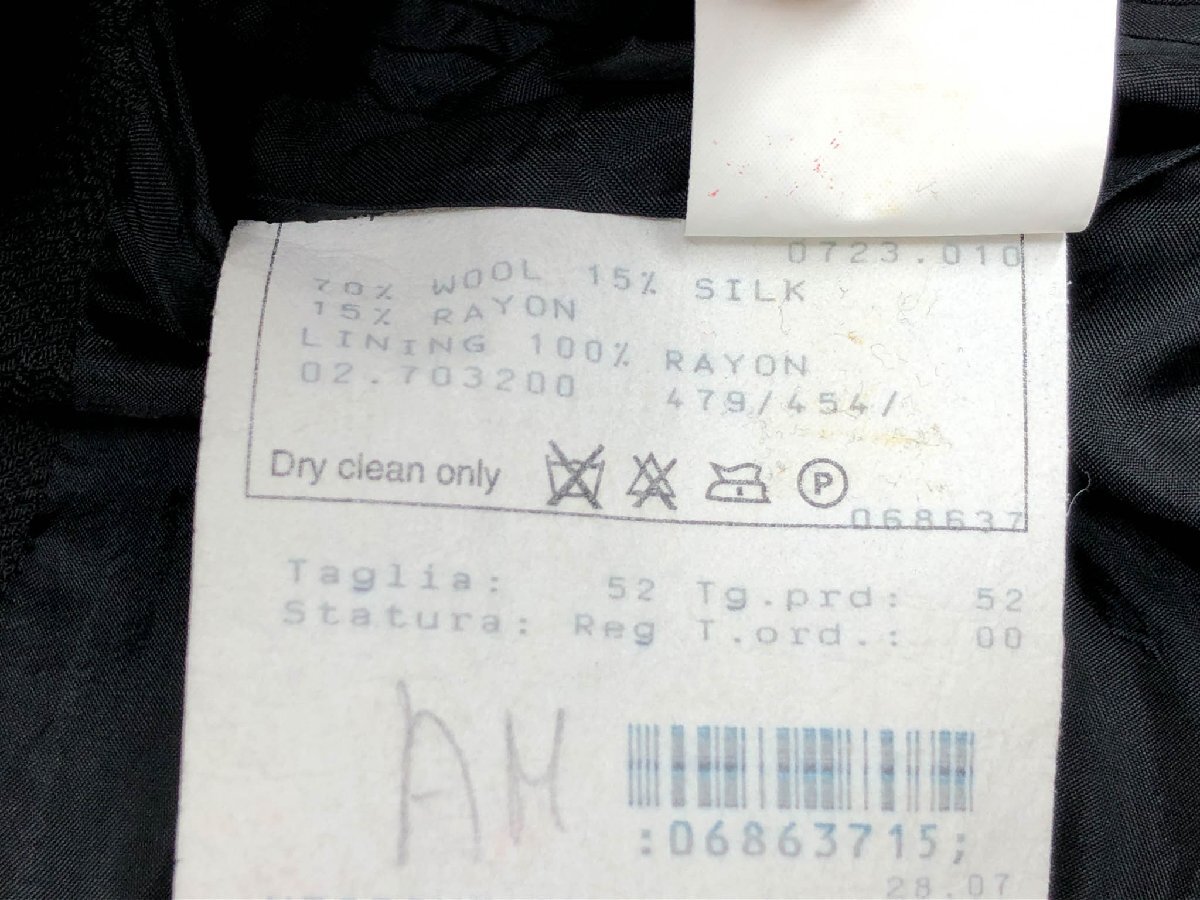 0723.010
70% WOOL 15% SILK
15% RAYON
LINING 100% RAYON
02.703200 479/454/
Dry clean only P
068637
Taglia: 52 Tg.prd: 52
Statura: Reg T.ord.: 00
AM
:06863715;
28.07